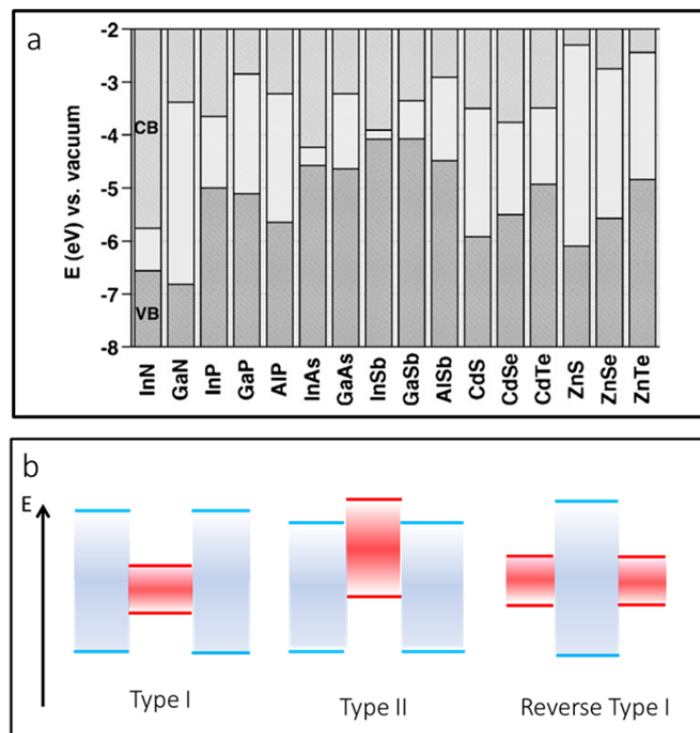 a
E (eV) vs. vacuum
-2
-3
-4
-5
-6
-7
-8
CB
VB
InN
GaN
InP
GaP
AlP
InAs
GaAs
InSb
GaSb
AlSb
CdS
CdSe
CdTe
ZnS
ZnSe
ZnTe
b
E
Type I
Type II
Reverse Type I